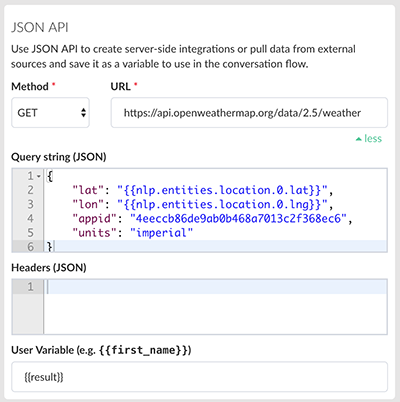 JSON API
Use JSON API to create server-side integrations or pull data from external
sources and save it as a variable to use in the conversation flow.
Method * URL *
GET https://api.openweathermap.org/data/2.5/weather
less
Query string (JSON)
1 {
2 "lat": "{{nlp.entities.location.0.lat}}",
3 "lon": "{{nlp.entities.location.0.lng}}",
4 "appid": "4eeccb86de9ab0b468a7013c2f368ec6",
5 "units": "imperial"
6 }
Headers (JSON)
1
User Variable (e.g. {{first_name}})
{{result}}